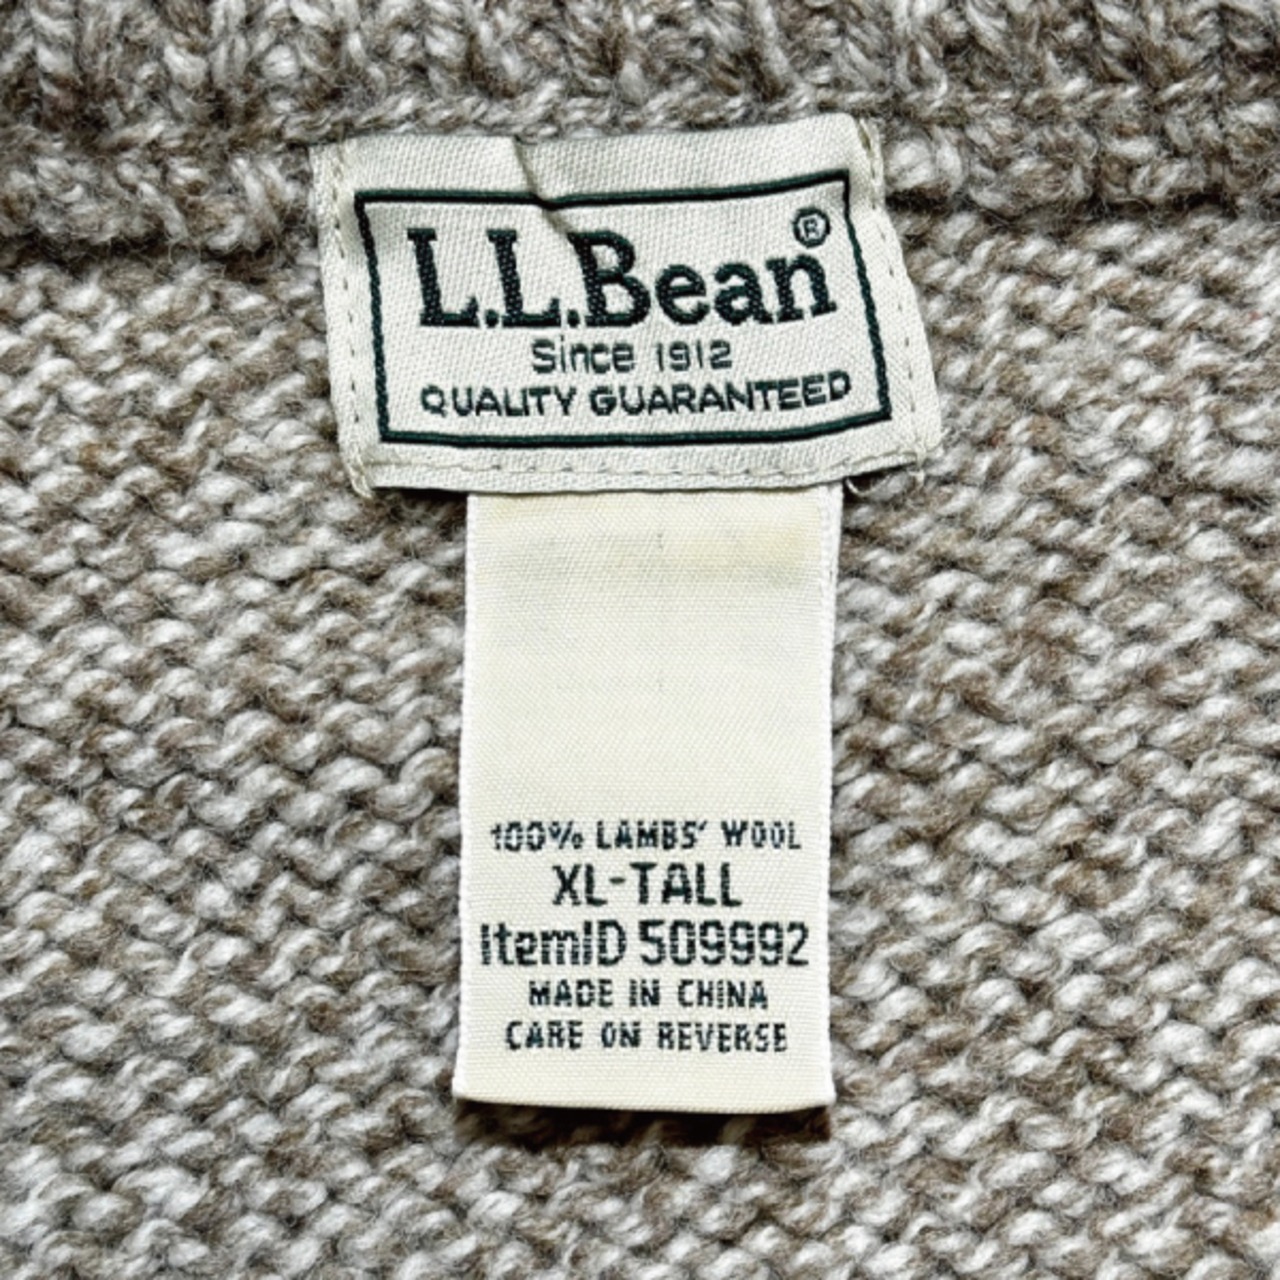 L.L.Bean®
Since 1912
QUALITY GUARANTEED
100% LAMBS' WOOL
XL-TALL
ItemID 509992
MADE IN CHINA
CARE ON REVERSE